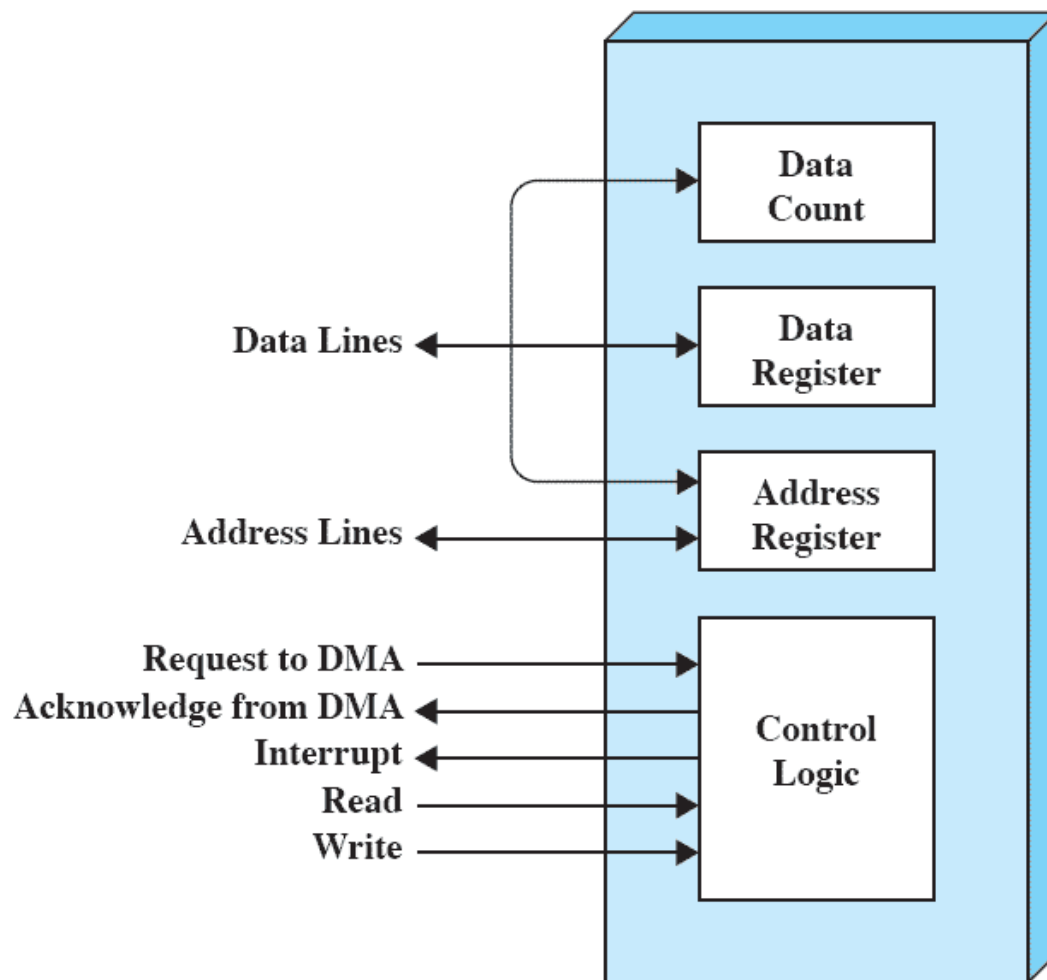 Data
Count
Data Lines
Data
Register
Address
Register
Address Lines
Request to DMA
Acknowledge from DMA
Interrupt
Read
Write
Control
Logic